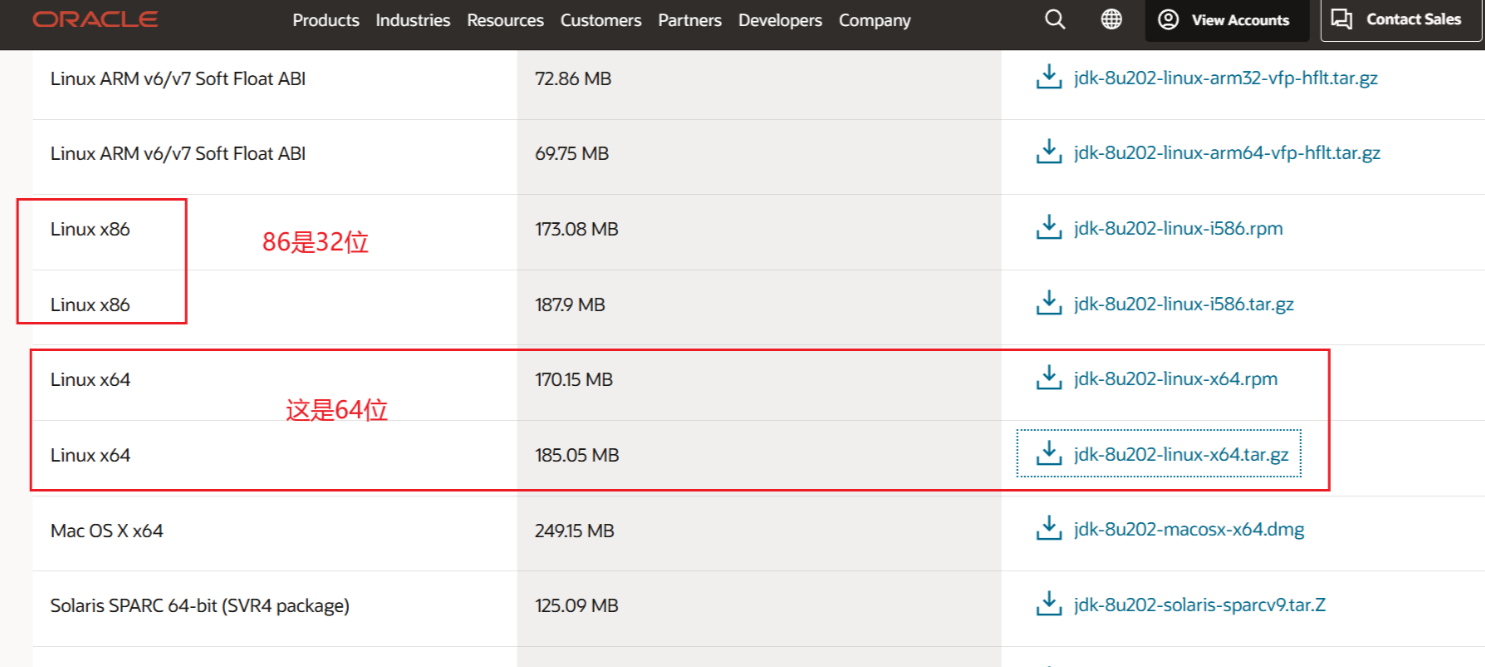 ORACLE Products Industries Resources Customers Partners Developers Company View Accounts Contact Sales
Linux ARM v6/v7 Soft Float ABI 72.86 MB jdk-8u202-linux-arm32-vfp-hflt.tar.gz
Linux ARM v6/v7 Soft Float ABI 69.75 MB jdk-8u202-linux-arm64-vfp-hflt.tar.gz
Linux x86 173.08 MB jdk-8u202-linux-i586.rpm
86是32位
Linux x86 187.9 MB jdk-8u202-linux-i586.tar.gz
Linux x64 170.15 MB jdk-8u202-linux-x64.rpm
这是64位
Linux x64 185.05 MB jdk-8u202-linux-x64.tar.gz
Mac OS X x64 249.15 MB jdk-8u202-macosx-x64.dmg
Solaris SPARC 64-bit (SVR4 package) 125.09 MB jdk-8u202-solaris-sparcv9.tar.Z